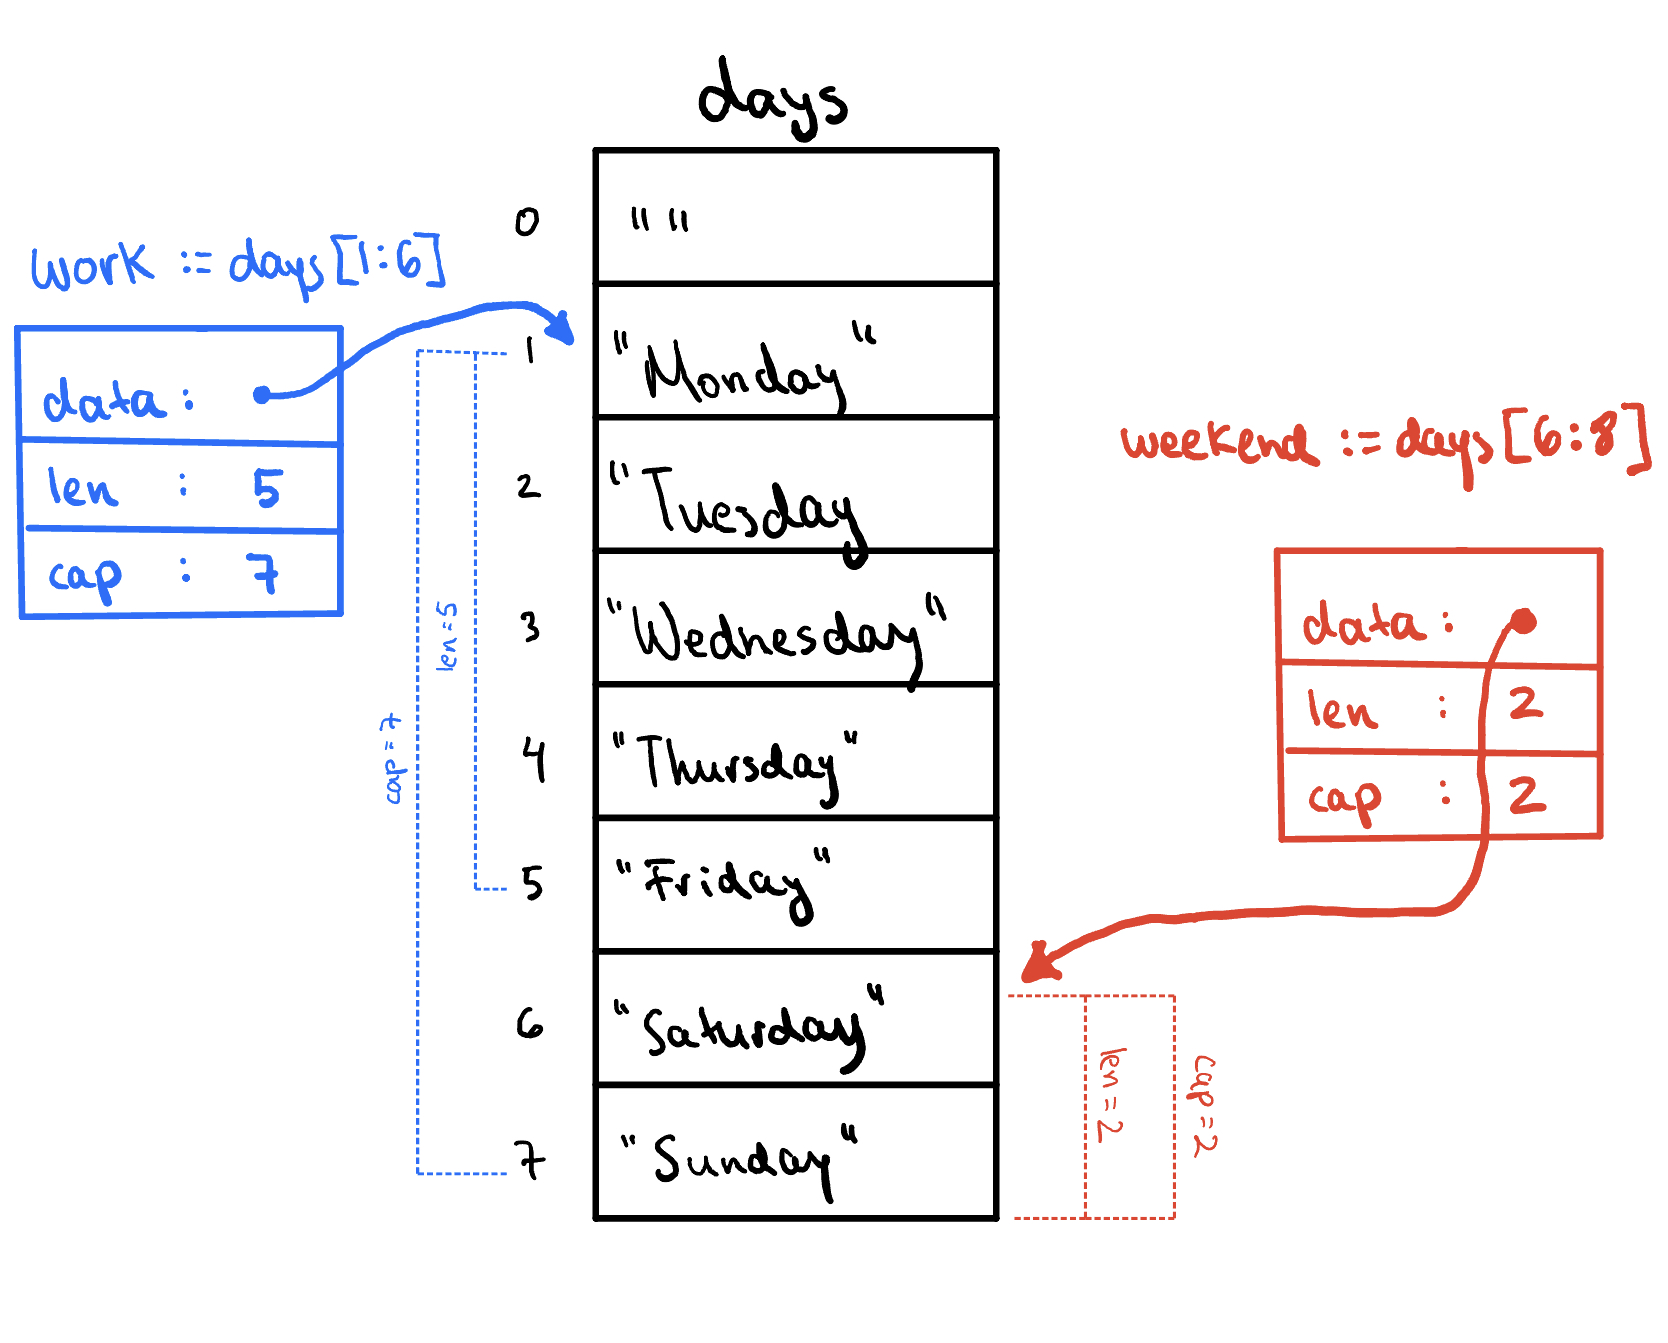 days
0 ""
work := days[1:6]
data :
len : 5
cap : 7
len=5
cap=7
1 "Monday"
2 "Tuesday
3 "Wednesday"
4 "Thursday"
5 "Friday"
6 "Saturday"
7 "Sunday"
weekend := days[6:8]
data :
len : 2
cap : 2
len=2
cap=2